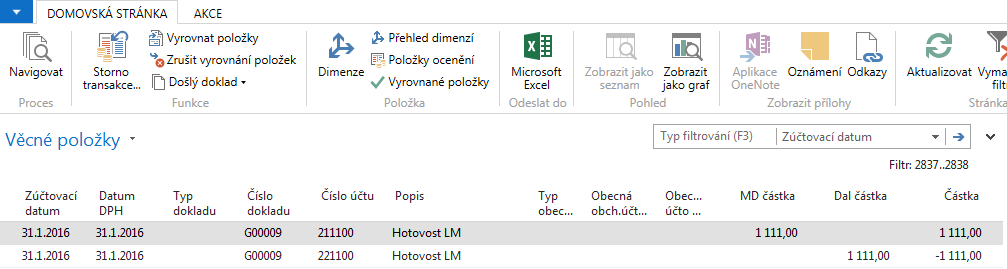 DOMOVSKÁ STRÁNKA AKCE
Navigovat
Storno transakce...
Vyrovnat položky
Zrušit vyrovnání položek
Došlý doklad
Dimenze
Přehled dimenzí
Položky ocenění
Vyrovnané položky
Microsoft Excel
Zobrazit jako seznam
Zobrazit jako graf
Aplikace OneNote
Oznámení
Odkazy
Aktualizovat
Vyma filtr
Proces Funkce Položka Odeslat do Pohled Zobrazit přílohy Stránka
Věcné položky
Typ filtrování (F3) Zúčtovací datum
Filtr: 2837..2838
Zúčtovací datum Datum DPH Typ dokladu Číslo dokladu Číslo účtu Popis Typ obec... Obecná obch.účt... Obec... účto ... MD částka Dal částka Částka
31.1.2016 31.1.2016 G00009 211100 Hotovost LM 1 111,00 1 111,00
31.1.2016 31.1.2016 G00009 221100 Hotovost LM 1 111,00 -1 111,00